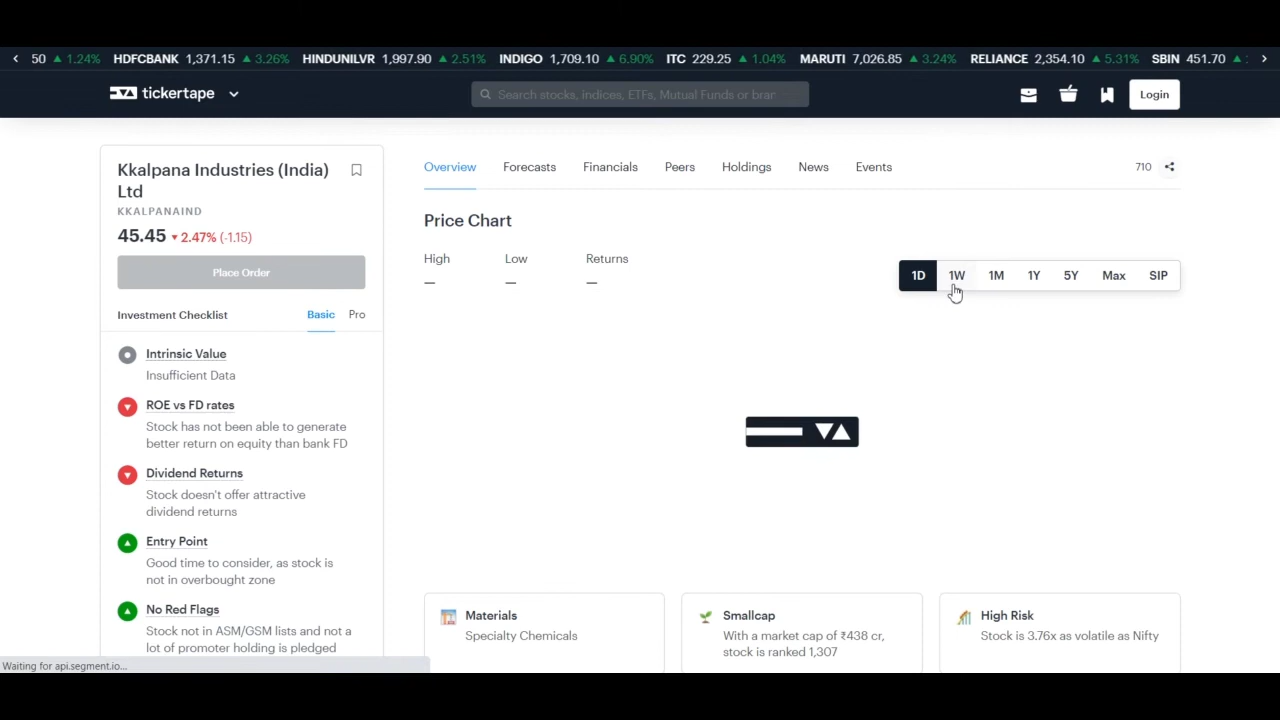 50 ▲ 1.24% HDFCBANK 1,371.15 ▲ 3.26% HINDUNILVR 1,997.90 ▲ 2.51% INDIGO 1,709.10 ▲ 6.90% ITC 229.25 ▲ 1.04% MARUTI 7,026.85 ▲ 3.24% RELIANCE 2,354.10 ▲ 5.31% SBIN 451.70 ▲
tickertape
Search stocks, indices, ETFs, Mutual Funds or bran
Login
Kkalpana Industries (India)
Ltd
KKALPANAIND
45.45 ▼ 2.47% (-1.15)
Place Order
Investment Checklist Basic Pro
Intrinsic Value
Insufficient Data
ROE vs FD rates
Stock has not been able to generate
better return on equity than bank FD
Dividend Returns
Stock doesn't offer attractive
dividend returns
Entry Point
Good time to consider, as stock is
not in overbought zone
No Red Flags
Stock not in ASM/GSM lists and not a
lot of promoter holding is pledged
Overview Forecasts Financials Peers Holdings News Events 710
Price Chart
High Low Returns
— — —
1D 1W 1M 1Y 5Y Max SIP
Materials
Specialty Chemicals
Smallcap
With a market cap of ₹438 cr,
stock is ranked 1,307
High Risk
Stock is 3.76x as volatile as Nifty
Waiting for api.segment.io...